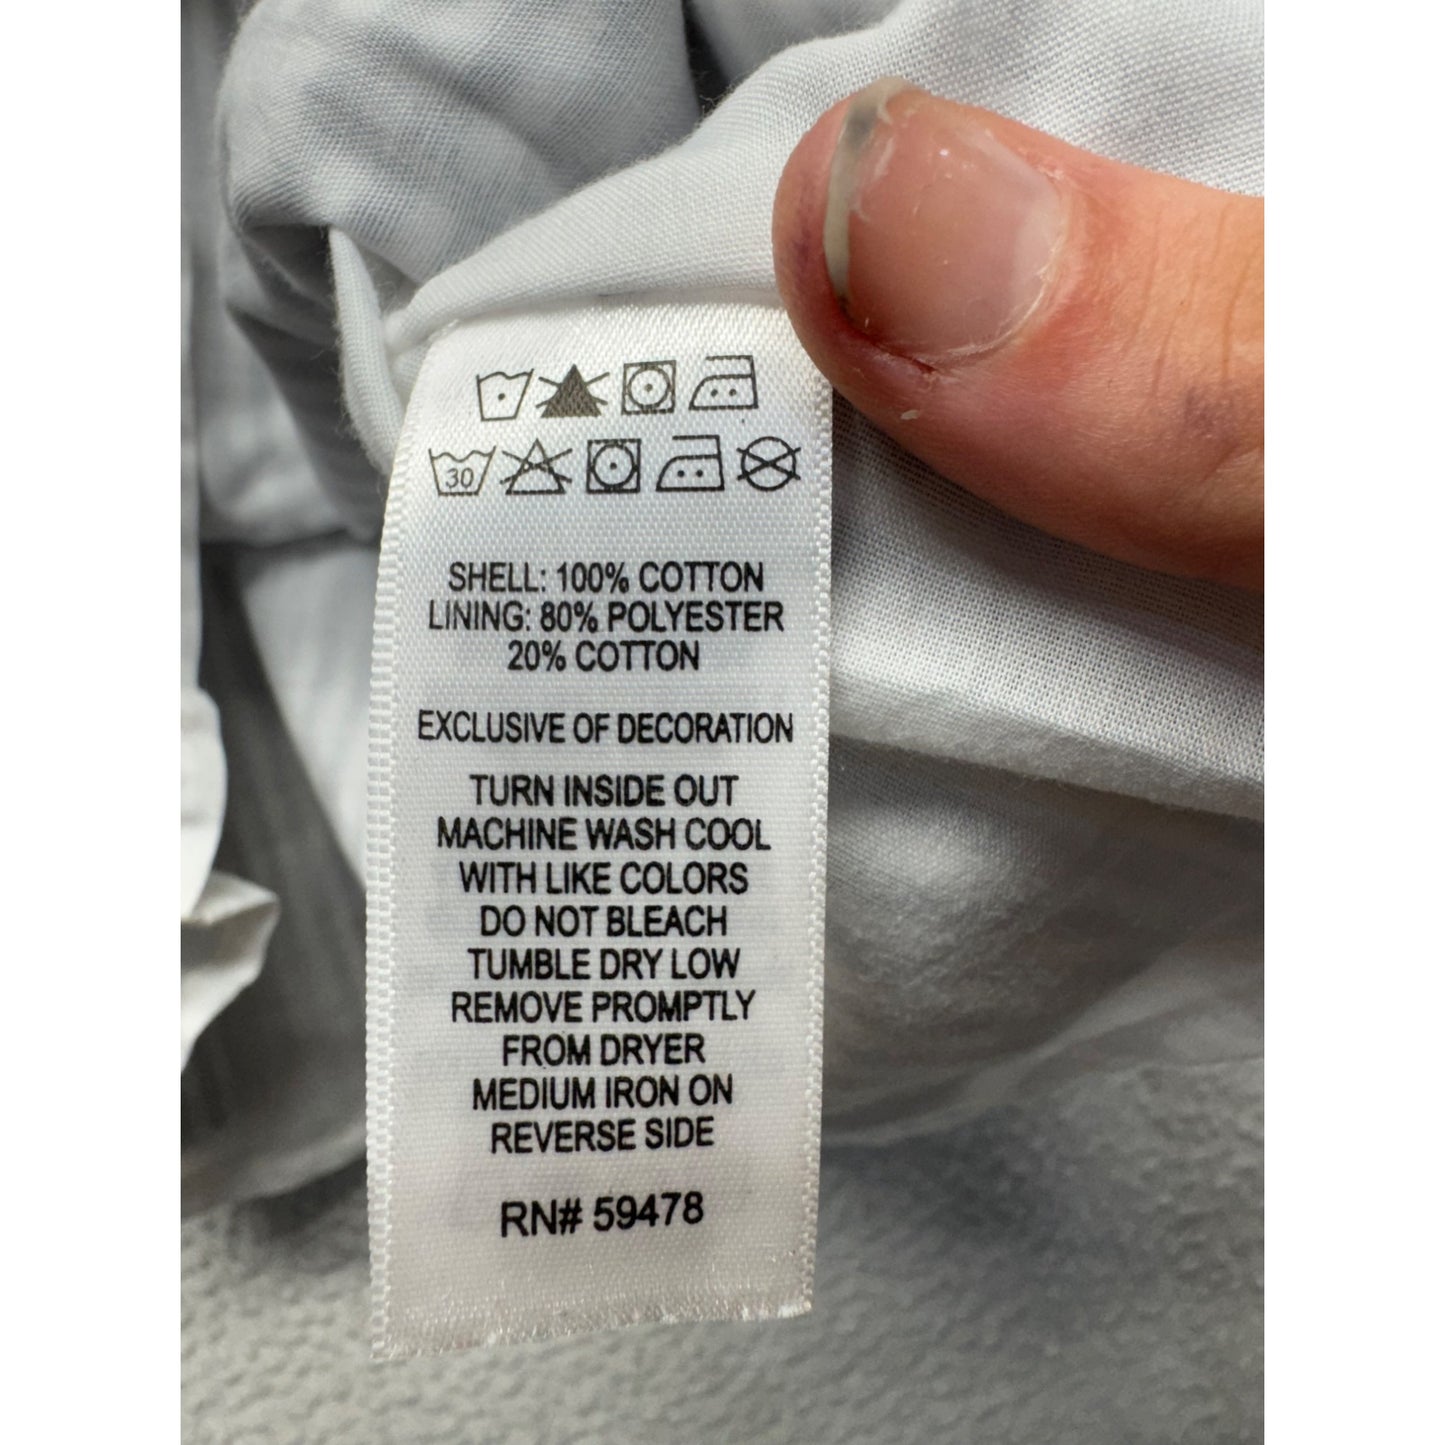 30
SHELL: 100% COTTON
LINING: 80% POLYESTER
20% COTTON
EXCLUSIVE OF DECORATION
TURN INSIDE OUT
MACHINE WASH COOL
WITH LIKE COLORS
DO NOT BLEACH
TUMBLE DRY LOW
REMOVE PROMPTLY
FROM DRYER
MEDIUM IRON ON
REVERSE SIDE
RN# 59478